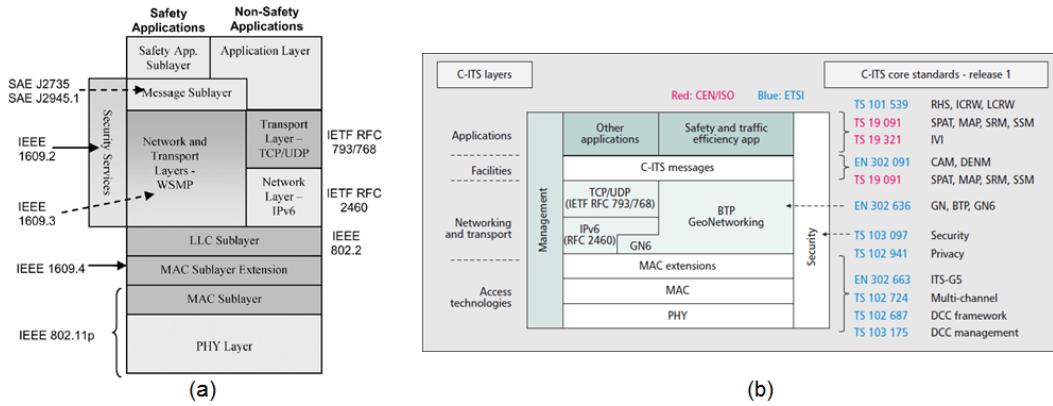 Safety
Applications
Non-Safety
Applications
Safety App.
Sublayer
Application Layer
SAE J2735
SAE J2945.1
Message Sublayer
Security Services
IEEE
1609.2
Network and
Transport
Layers -
WSMP
Transport
Layer –
TCP/UDP
IETF RFC
793/768
IEEE
1609.3
Network
Layer –
IPv6
IETF RFC
2460
LLC Sublayer
IEEE
802.2
IEEE 1609.4
MAC Sublayer Extension
MAC Sublayer
IEEE 802.11p
PHY Layer
(a)
C-ITS layers
C-ITS core standards - release 1
Red: CEN/ISO
Blue: ETSI
Applications
Facilities
Networking
and transport
Access
technologies
Management
Other
applications
Safety and traffic
efficiency app
C-ITS messages
TCP/UDP
(IETF RFC 793/768)
IPv6
(RFC 2460)
GN6
BTP
GeoNetworking
MAC extensions
MAC
PHY
Security
TS 101 539 RHS, ICRW, LCRW
TS 19 091 SPAT, MAP, SRM, SSM
TS 19 321 IVI
EN 302 091 CAM, DENM
TS 19 091 SPAT, MAP, SRM, SSM
EN 302 636 GN, BTP, GN6
TS 103 097 Security
TS 102 941 Privacy
EN 302 663 ITS-G5
TS 102 724 Multi-channel
TS 102 687 DCC framework
TS 103 175 DCC management
(b)